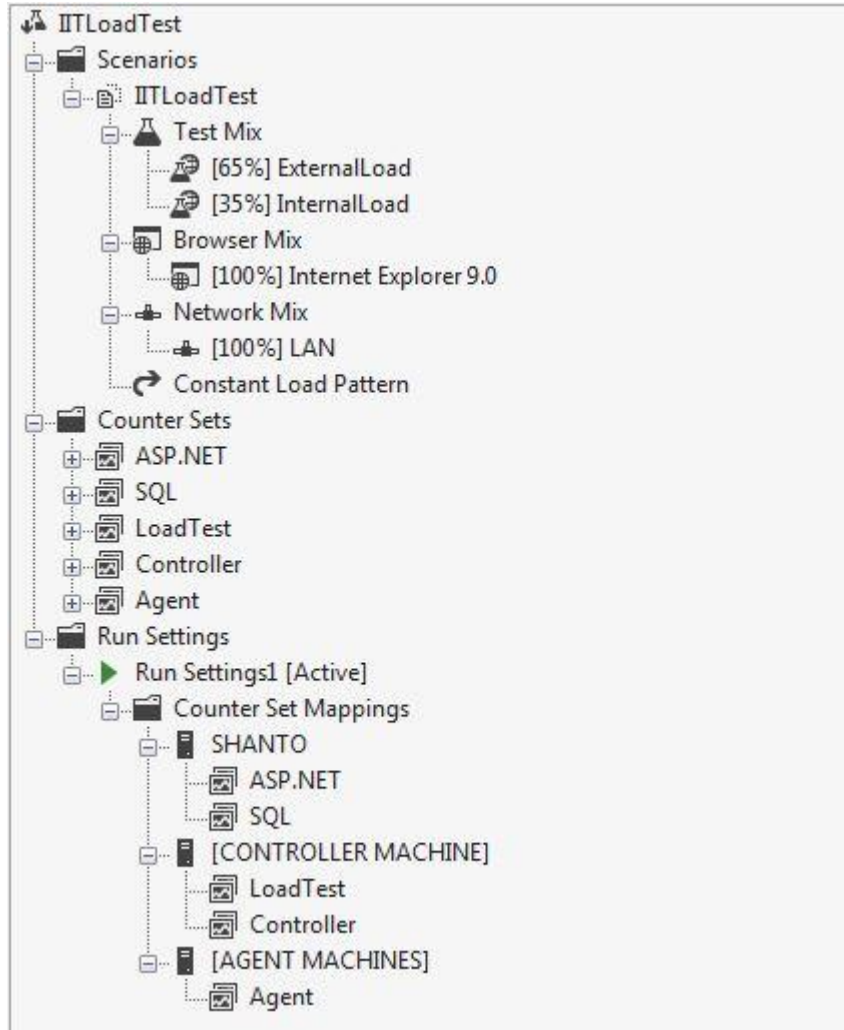 IITLoadTest
Scenarios
IITLoadTest
Test Mix
[65%] ExternalLoad
[35%] InternalLoad
Browser Mix
[100%] Internet Explorer 9.0
Network Mix
[100%] LAN
Constant Load Pattern
Counter Sets
ASP.NET
SQL
LoadTest
Controller
Agent
Run Settings
Run Settings1 [Active]
Counter Set Mappings
SHANTO
ASP.NET
SQL
[CONTROLLER MACHINE]
LoadTest
Controller
[AGENT MACHINES]
Agent